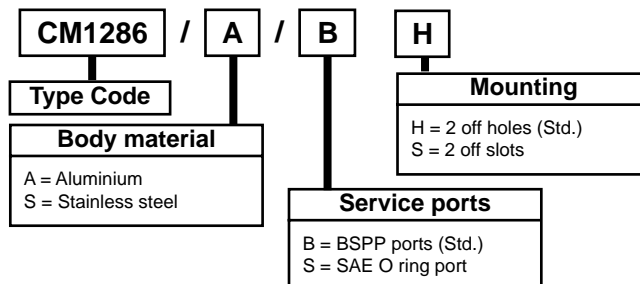 CM1286 / A / B H
Type Code
Mounting
H = 2 off holes (Std.)
S = 2 off slots
Body material
A = Aluminium
S = Stainless steel
Service ports
B = BSPP ports (Std.)
S = SAE O ring port